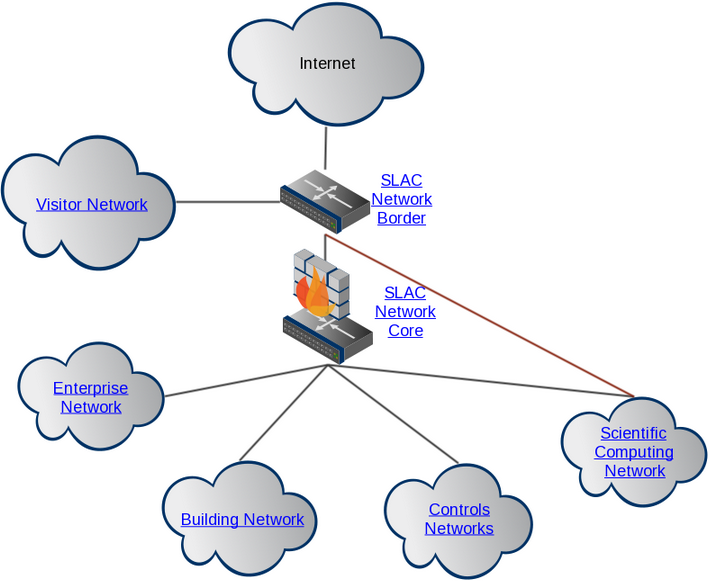 Internet
SLAC
Network
Border
Visitor Network
SLAC
Network
Core
Enterprise
Network
Scientific
Computing
Network
Building Network
Controls
Networks